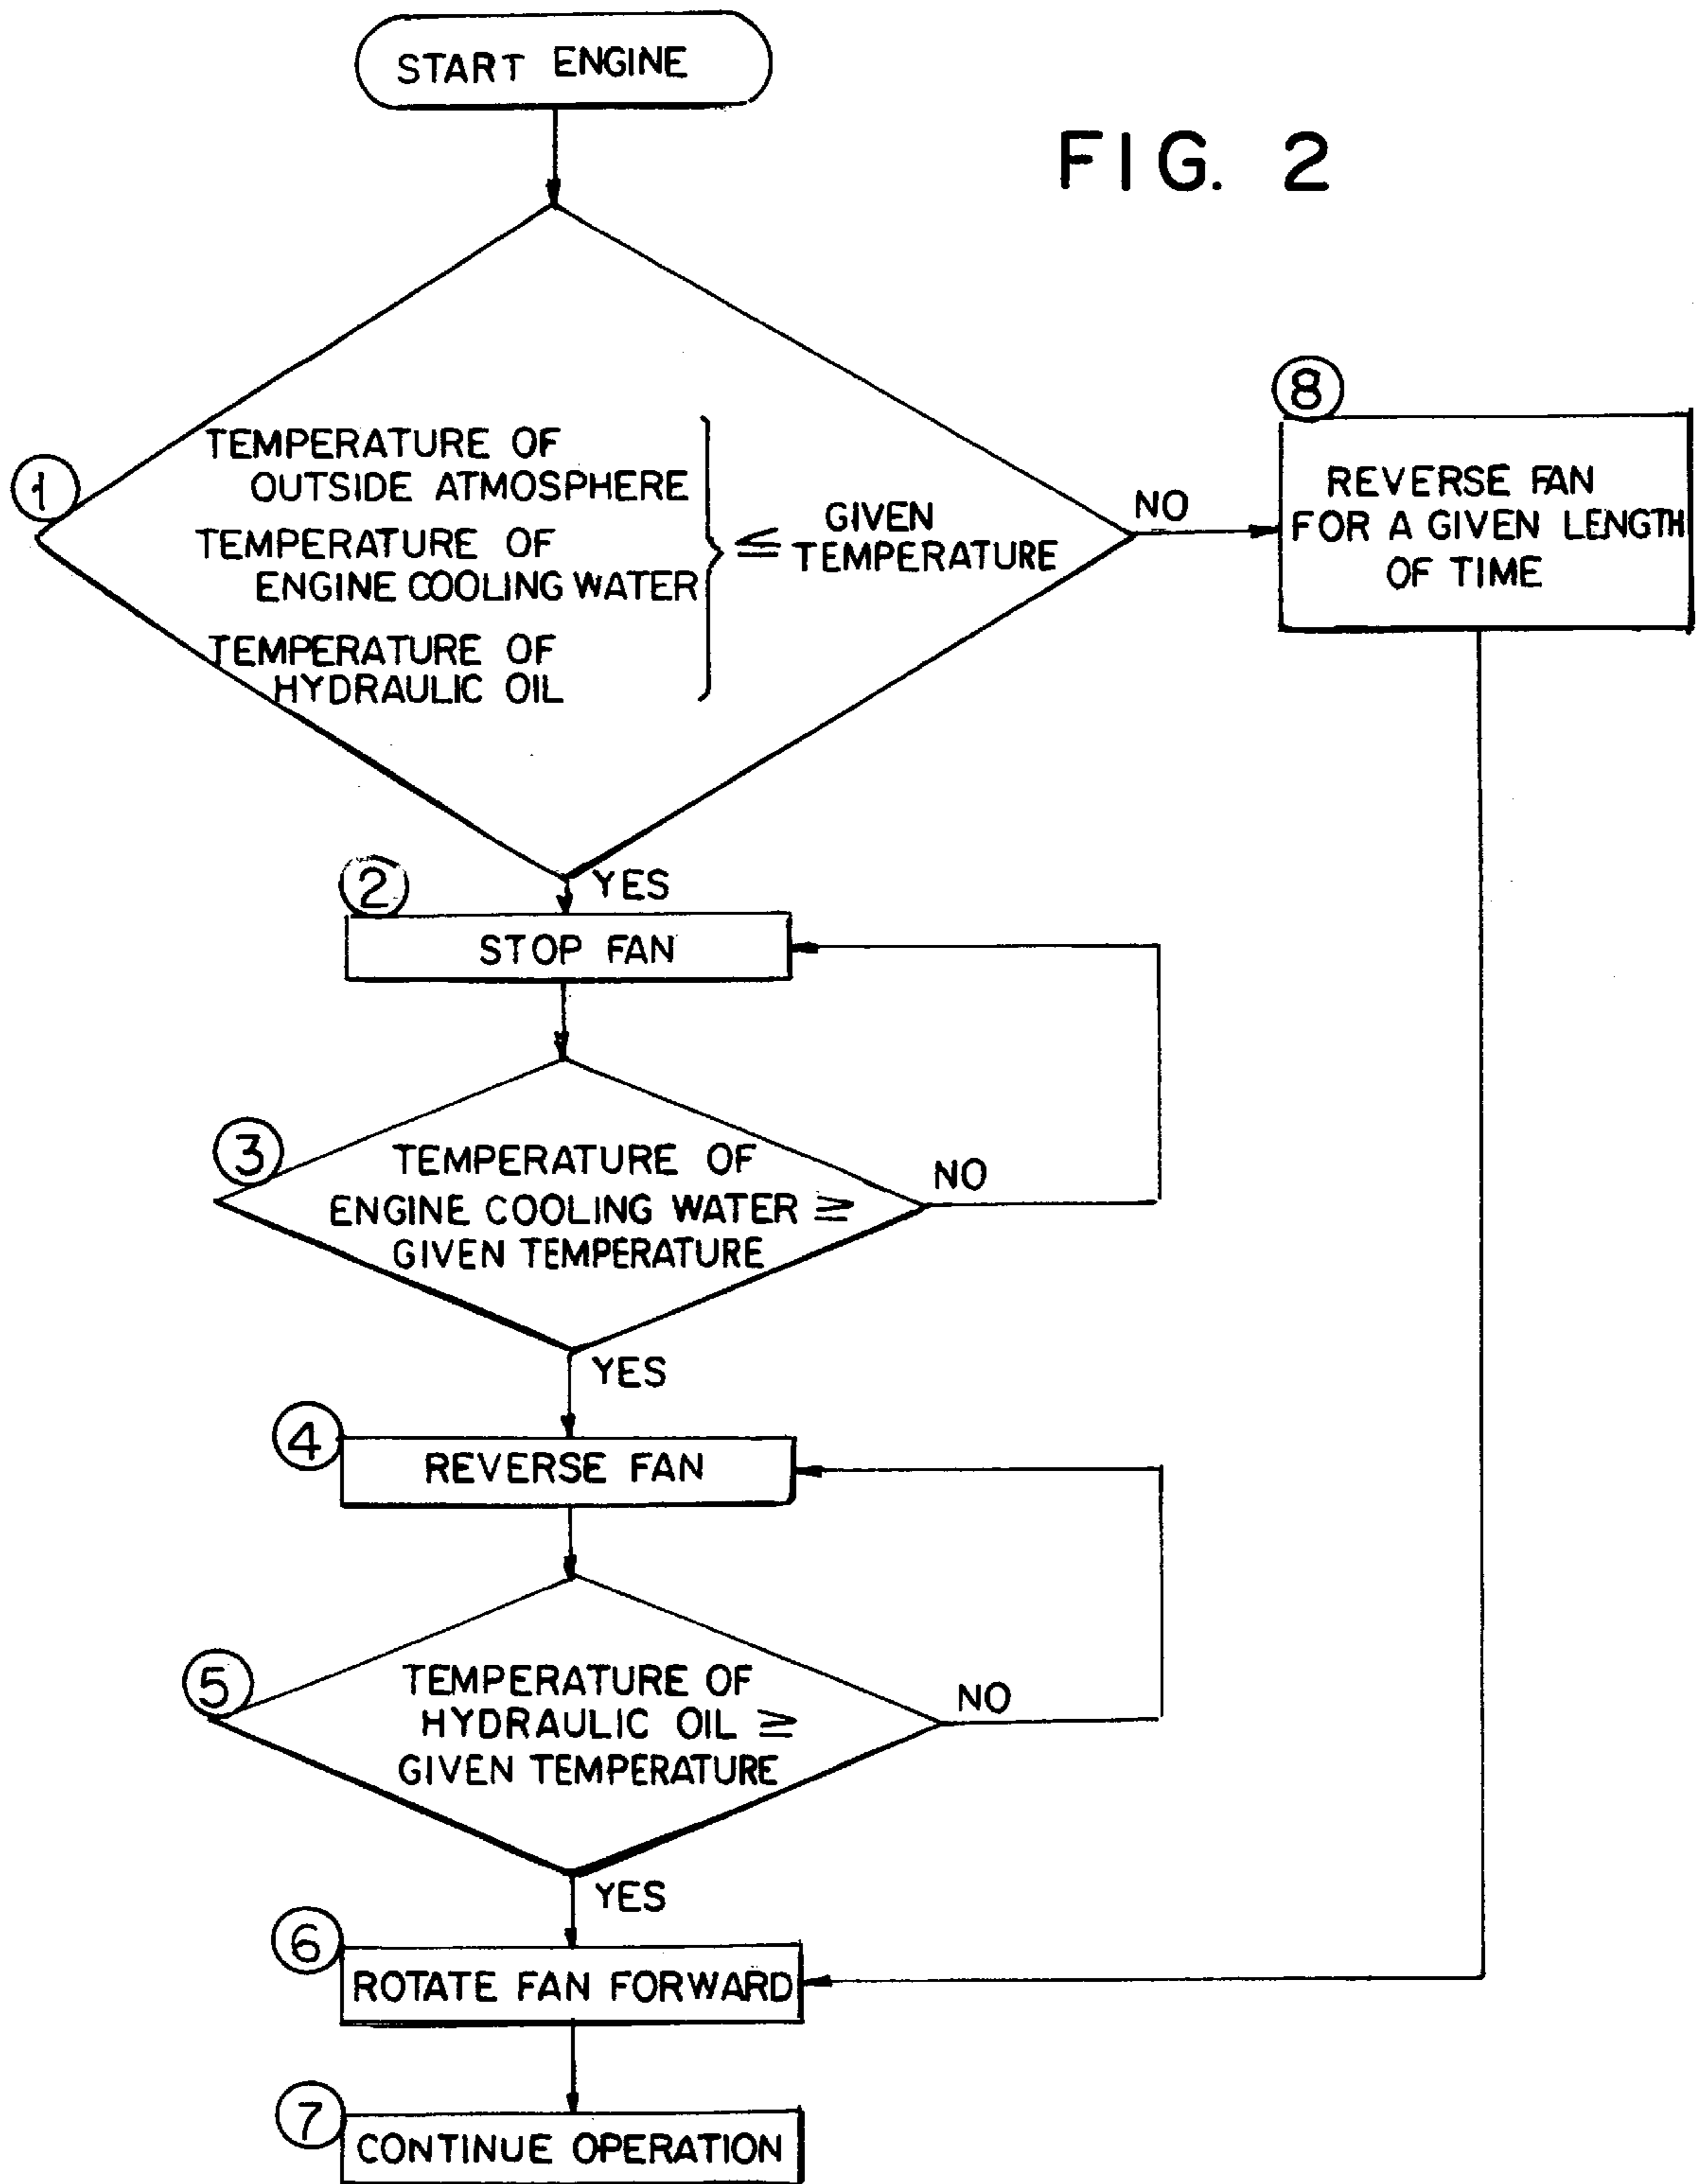 START ENGINE
FIG. 2
1
TEMPERATURE OF
OUTSIDE ATMOSPHERE
TEMPERATURE OF
ENGINE COOLING WATER
TEMPERATURE OF
HYDRAULIC OIL
≦ GIVEN
TEMPERATURE
NO
8
REVERSE FAN
FOR A GIVEN LENGTH
OF TIME
YES
2
STOP FAN
3
TEMPERATURE OF
ENGINE COOLING WATER ≧
GIVEN TEMPERATURE
NO
YES
4
REVERSE FAN
5
TEMPERATURE OF
HYDRAULIC OIL ≧
GIVEN TEMPERATURE
NO
YES
6
ROTATE FAN FORWARD
7
CONTINUE OPERATION